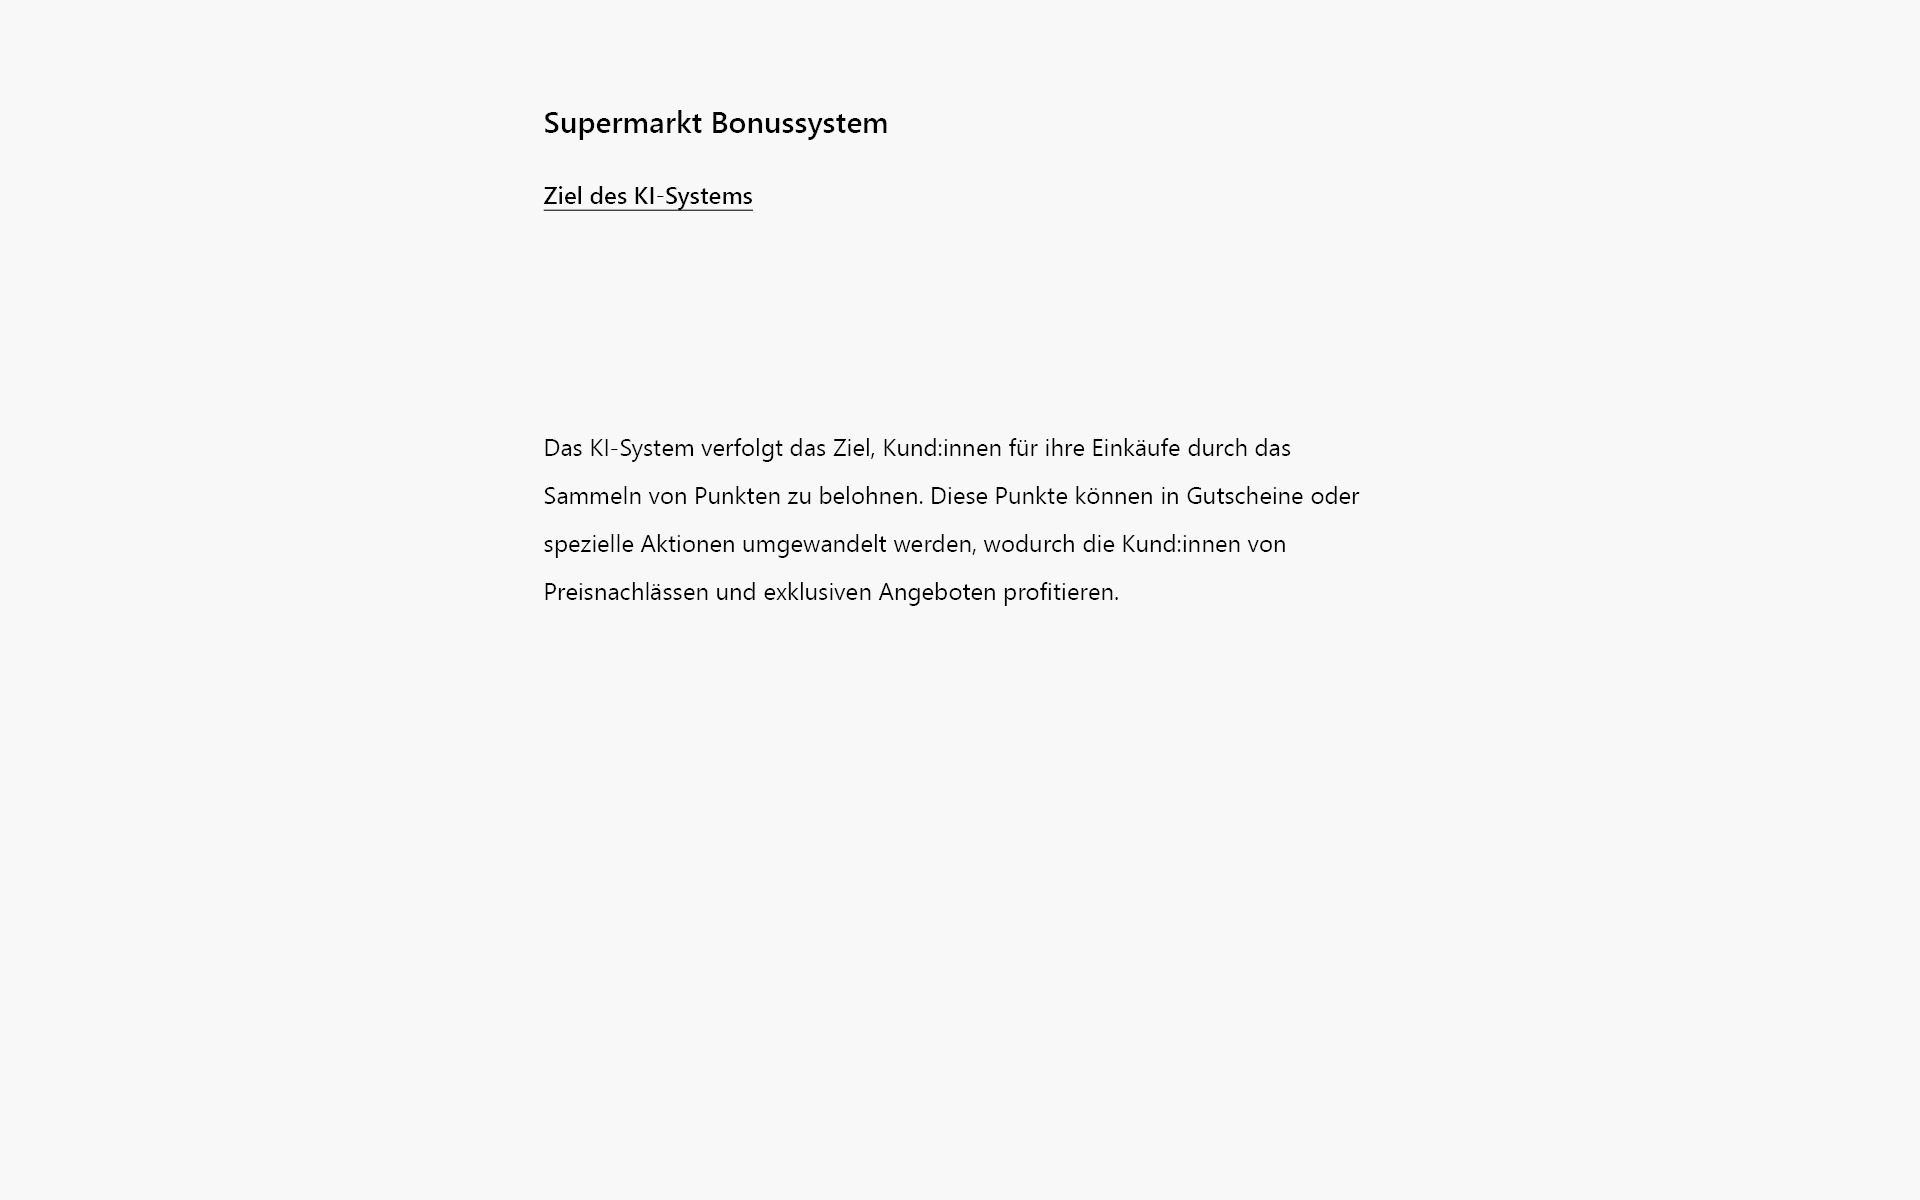 Supermarkt Bonussystem
Ziel des KI-Systems
Das KI-System verfolgt das Ziel, Kund:innen für ihre Einkäufe durch das
Sammeln von Punkten zu belohnen. Diese Punkte können in Gutscheine oder
spezielle Aktionen umgewandelt werden, wodurch die Kund:innen von
Preisnachlässen und exklusiven Angeboten profitieren.